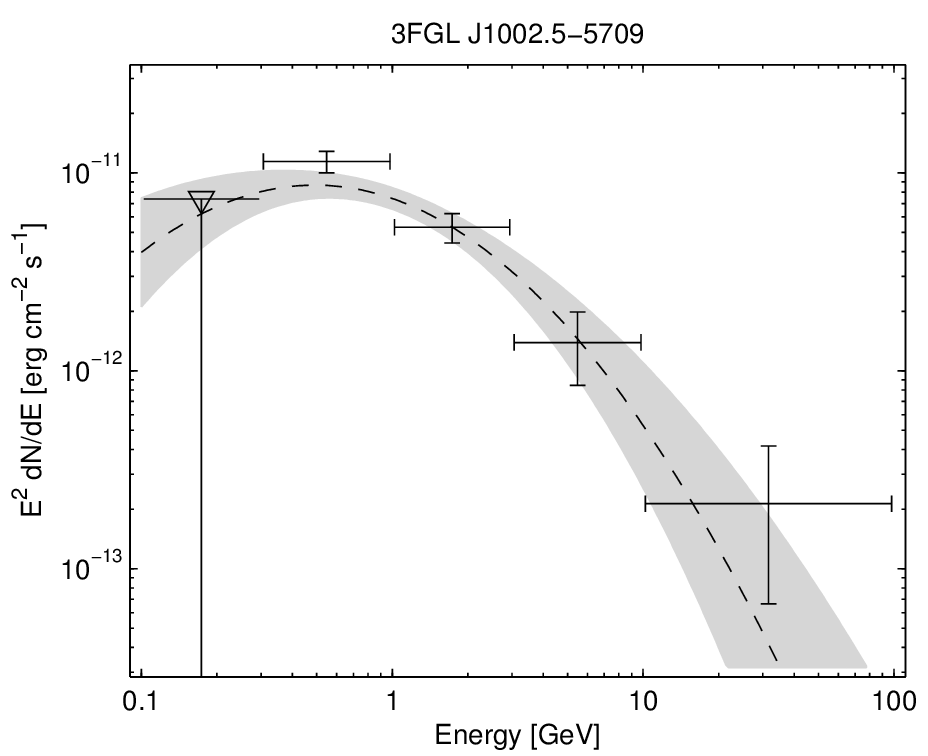 3FGL J1002.5−5709
10⁻¹¹
10⁻¹²
10⁻¹³
E² dN/dE [erg cm⁻² s⁻¹]
0.1 1 10 100
Energy [GeV]